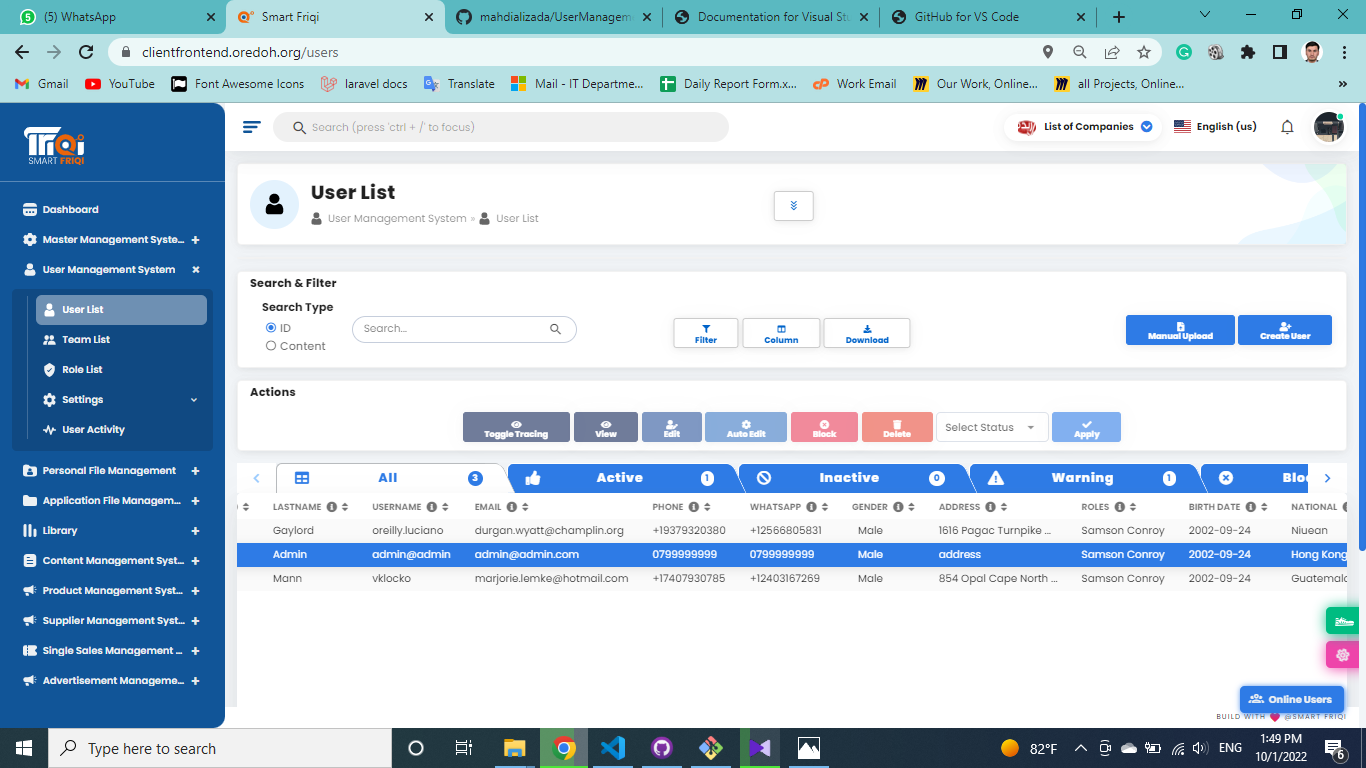 (5) WhatsApp
Smart Friqi
mahdializada/UserManageme
Documentation for Visual Stu
GitHub for VS Code
clientfrontend.oredoh.org/users
Gmail
YouTube
Font Awesome Icons
laravel docs
Translate
Mail - IT Departme...
Daily Report Form.x...
Work Email
Our Work, Online...
all Projects, Online...
»
FRiQi
SMART FRIQI
Search (press 'ctrl + /' to focus)
List of Companies
English (us)
Dashboard
Master Management Syste... +
User Management System ×
User List
Team List
Role List
Settings
User Activity
Personal File Management +
Application File Managem... +
Library +
Content Management Syst... +
Product Management Syst... +
Supplier Management Syst... +
Single Sales Management ... +
Advertisement Manageme... +
User List
User Management System » User List
Search & Filter
Search Type
ID
Content
Search...
Filter
Column
Download
Manual Upload
Create User
Actions
Toggle Tracing
View
Edit
Auto Edit
Block
Delete
Select Status
Apply
All 3
Active 1
Inactive 0
Warning 1
Bloc
LASTNAME USERNAME EMAIL PHONE WHATSAPP GENDER ADDRESS ROLES BIRTH DATE NATIONAL
Gaylord oreilly.luciano durgan.wyatt@champlin.org +19379320380 +12566805831 Male 1616 Pagac Turnpike ... Samson Conroy 2002-09-24 Niuean
Admin admin@admin admin@admin.com 0799999999 0799999999 Male address Samson Conroy 2002-09-24 Hong Kong
Mann vklocko marjorie.lemke@hotmail.com +17407930785 +12403167269 Male 854 Opal Cape North ... Samson Conroy 2002-09-24 Guatemala
Online Users
BUILD WITH @SMART FRIQI
Type here to search
82°F
ENG
1:49 PM
10/1/2022
6